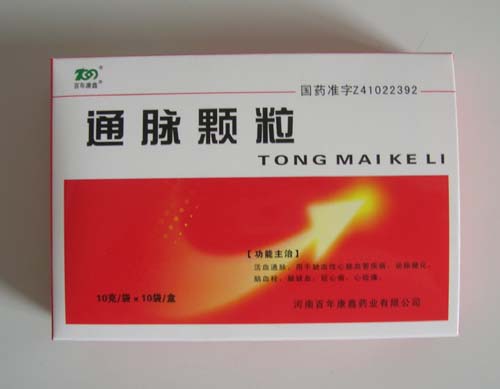 百年康鑫
国药准字Z41022392
通脉颗粒
TONG MAI KE LI
【功能主治】
活血通脉，用于缺血性心脑血管疾病，动脉硬化，
脑血栓，脑缺血，冠心病，心绞痛。
10克/袋×10袋/盒
河南百年康鑫药业有限公司